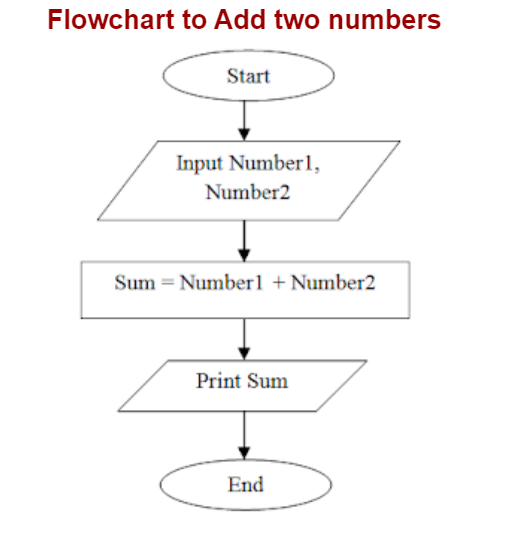 Flowchart to Add two numbers
Start
Input Number1,
Number2
Sum = Number1 + Number2
Print Sum
End